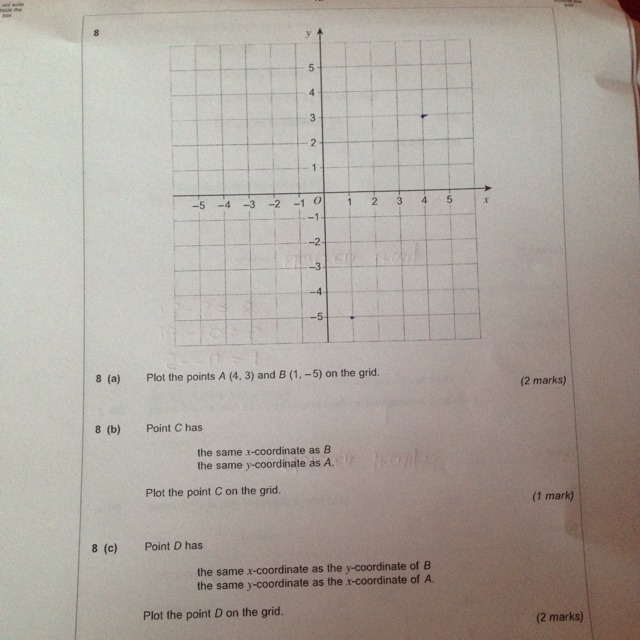 8
y
5
4
3
2
1
−5 −4 −3 −2 −1 O 1 2 3 4 5 x
−1
−2
−3
−4
−5
8 (a) Plot the points A (4, 3) and B (1, −5) on the grid.
(2 marks)
8 (b) Point C has
the same x-coordinate as B
the same y-coordinate as A.
Plot the point C on the grid.
(1 mark)
8 (c) Point D has
the same x-coordinate as the y-coordinate of B
the same y-coordinate as the x-coordinate of A.
Plot the point D on the grid.
(2 marks)